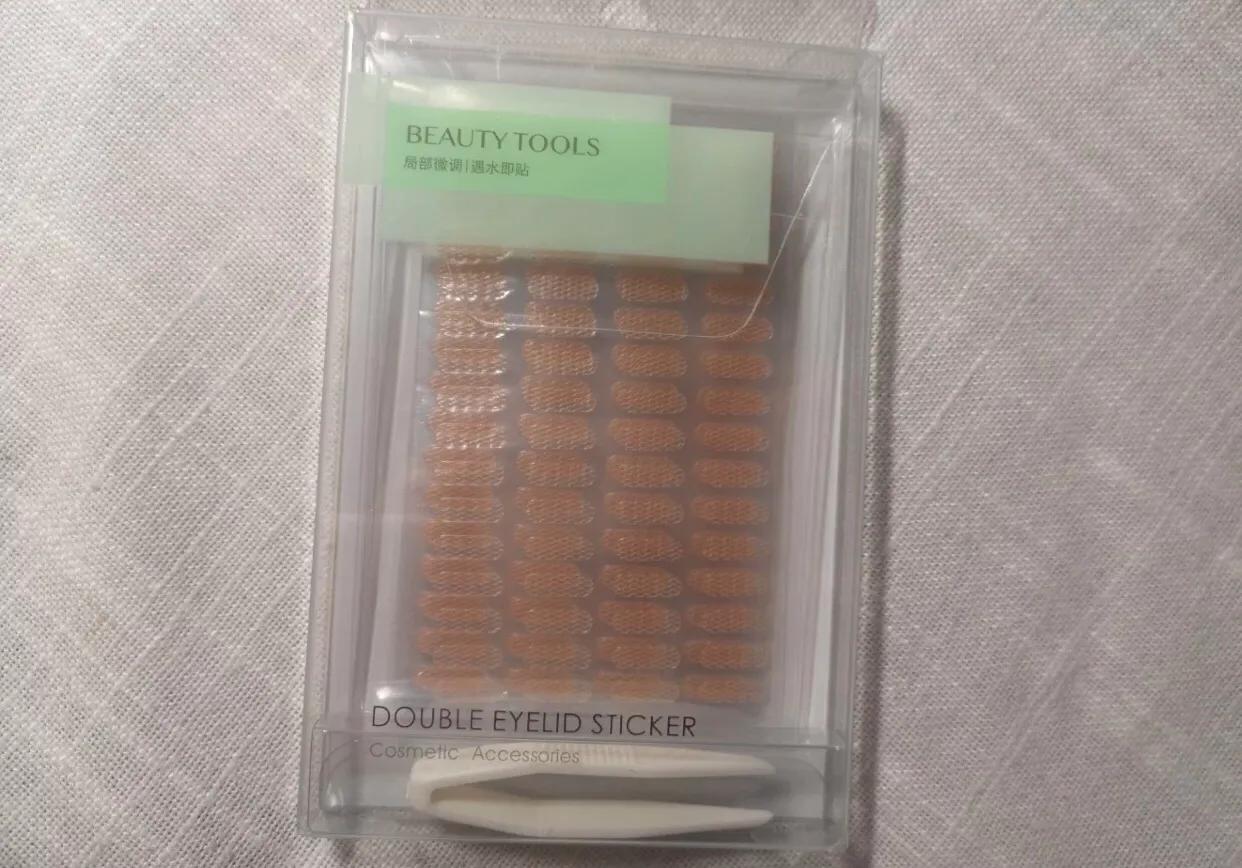 BEAUTY TOOLS
局部微调|遇水即贴
DOUBLE EYELID STICKER
Cosmetic Accessories